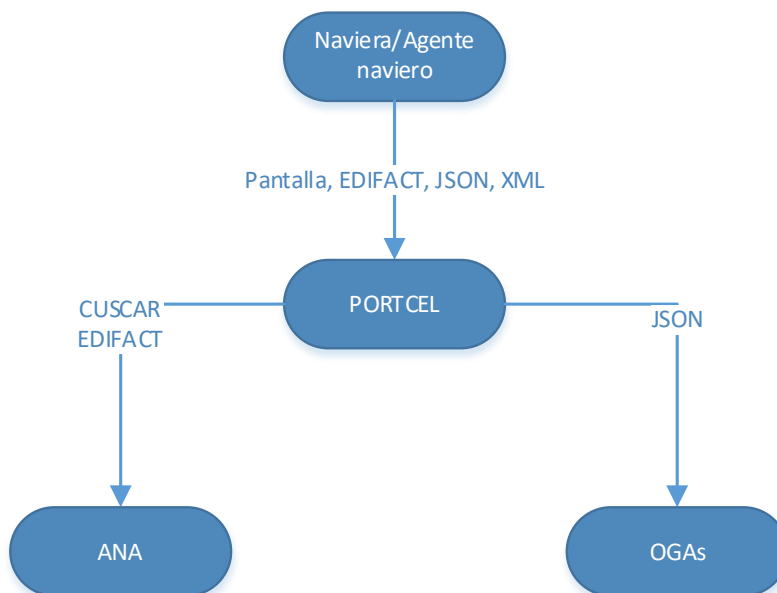 Naviera/Agente
naviero
Pantalla, EDIFACT, JSON, XML
PORTCEL
CUSCAR
EDIFACT
JSON
ANA
OGAs